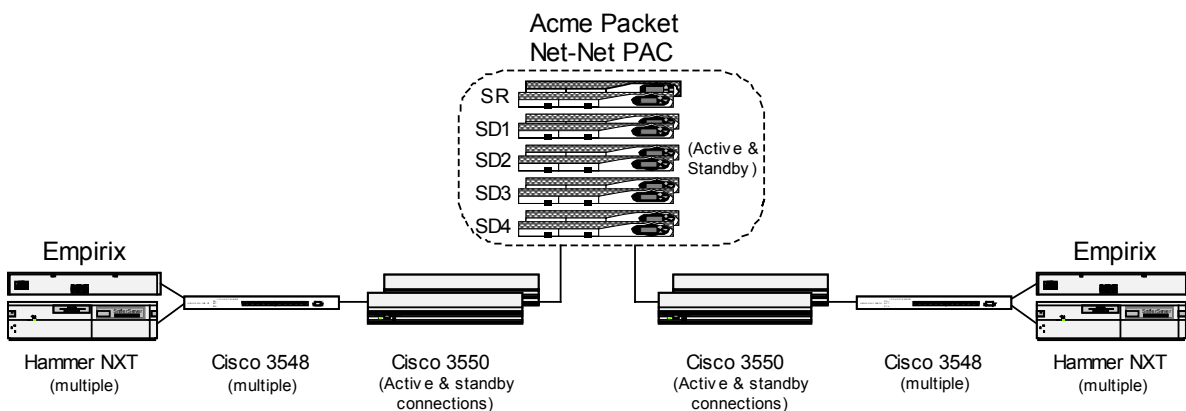 Acme Packet
Net-Net PAC
SR
SD1
SD2
SD3
SD4
(Active &
Standby)
Empirix
Empirix
Hammer NXT
(multiple)
Cisco 3548
(multiple)
Cisco 3550
(Active & standby
connections)
Cisco 3550
(Active & standby
connections)
Cisco 3548
(multiple)
Hammer NXT
(multiple)